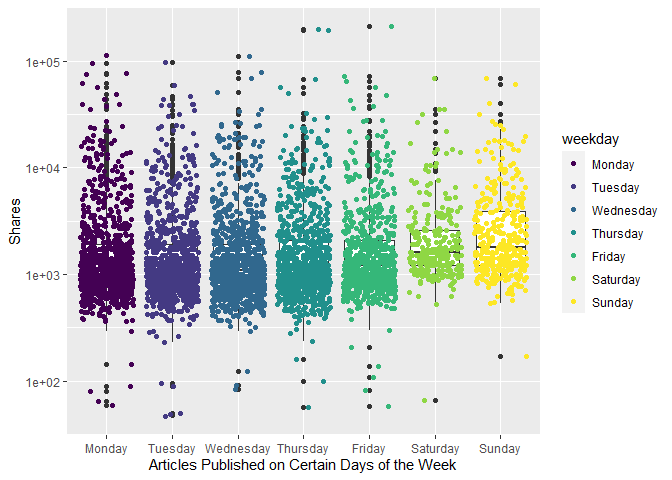 1e+05
1e+04
1e+03
1e+02
Shares
Monday Tuesday Wednesday Thursday Friday Saturday Sunday
Articles Published on Certain Days of the Week
weekday
Monday
Tuesday
Wednesday
Thursday
Friday
Saturday
Sunday